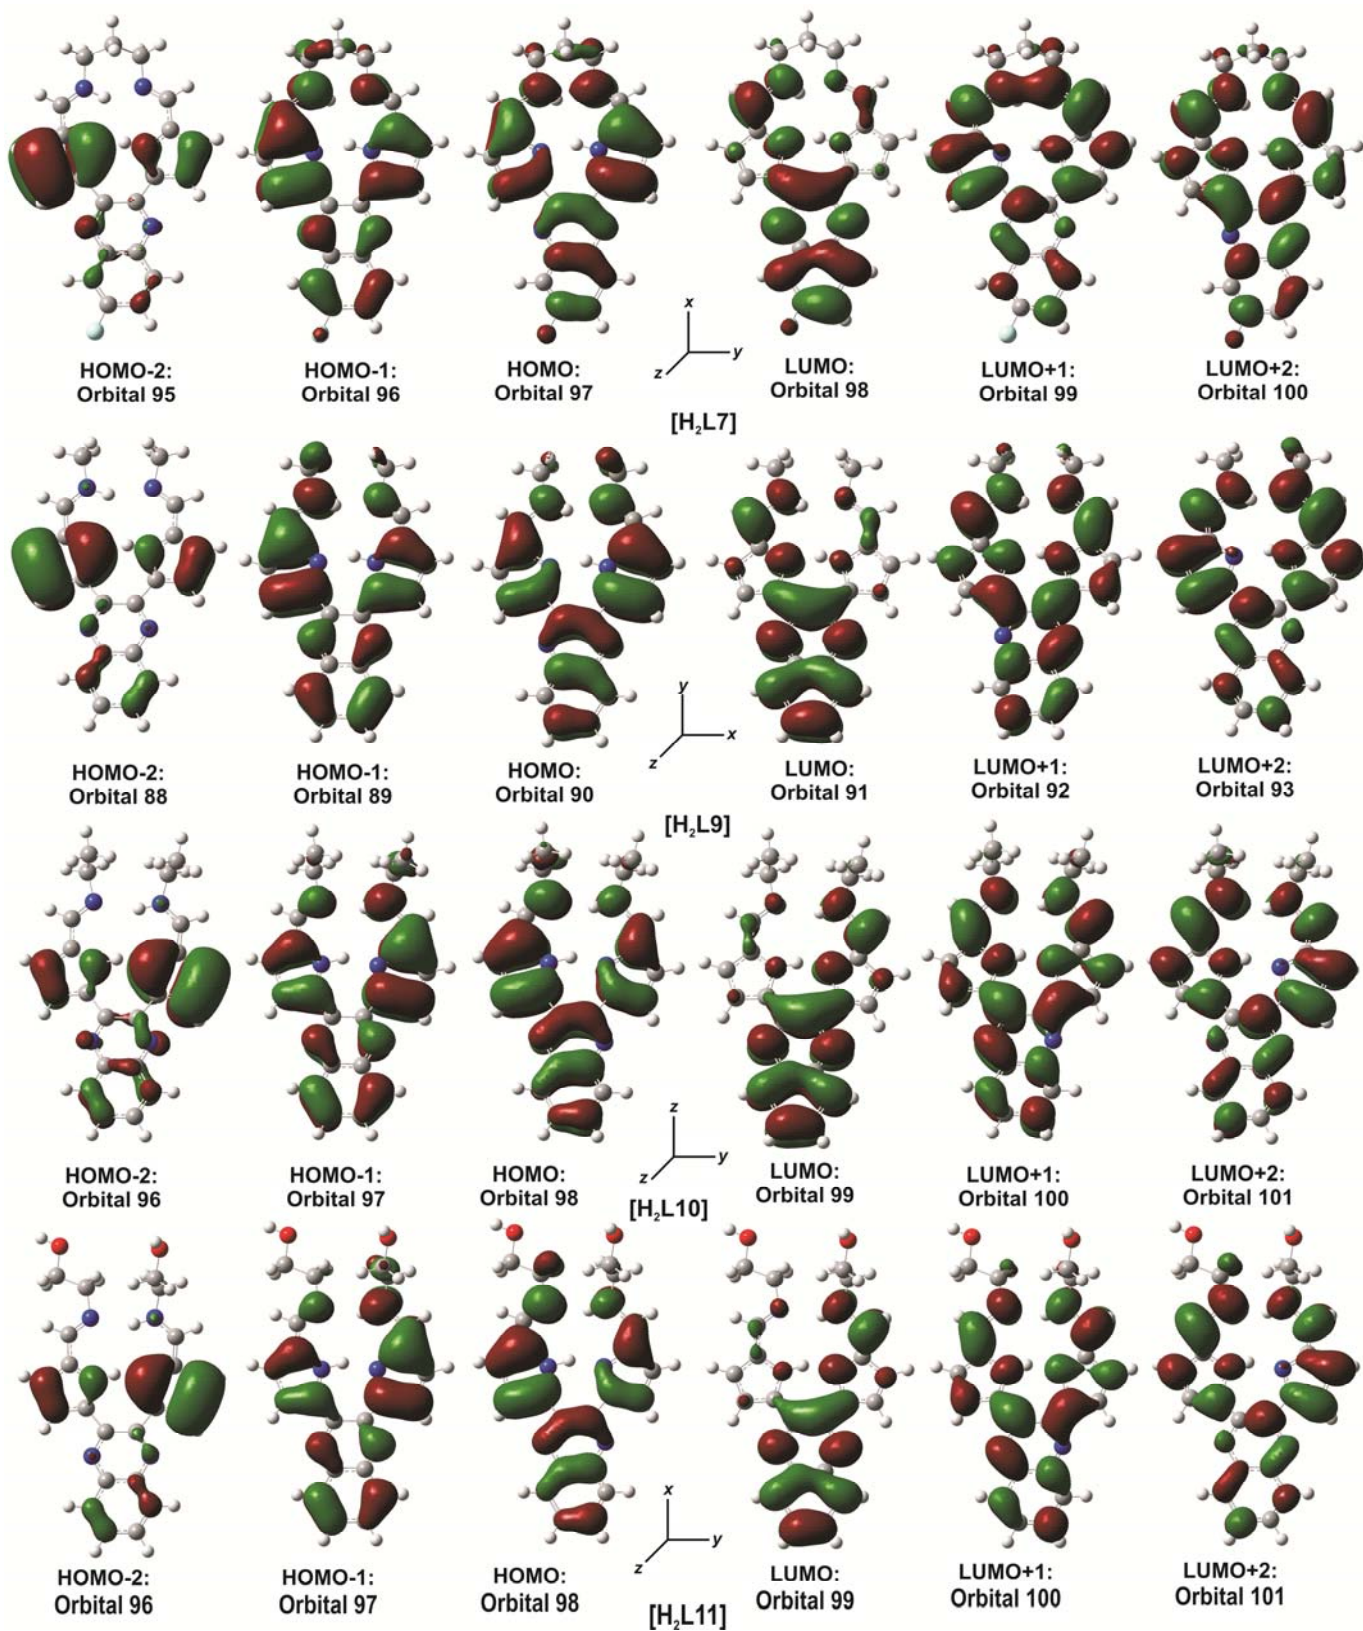 HOMO-2: HOMO-1: HOMO: LUMO: LUMO+1: LUMO+2:
Orbital 95 Orbital 96 Orbital 97 Orbital 98 Orbital 99 Orbital 100
x
y
z
[H₂L7]
HOMO-2: HOMO-1: HOMO: LUMO: LUMO+1: LUMO+2:
Orbital 88 Orbital 89 Orbital 90 Orbital 91 Orbital 92 Orbital 93
y
x
z
[H₂L9]
HOMO-2: HOMO-1: HOMO: LUMO: LUMO+1: LUMO+2:
Orbital 96 Orbital 97 Orbital 98 Orbital 99 Orbital 100 Orbital 101
z
y
z
[H₂L10]
HOMO-2: HOMO-1: HOMO: LUMO: LUMO+1: LUMO+2:
Orbital 96 Orbital 97 Orbital 98 Orbital 99 Orbital 100 Orbital 101
x
y
z
[H₂L11]